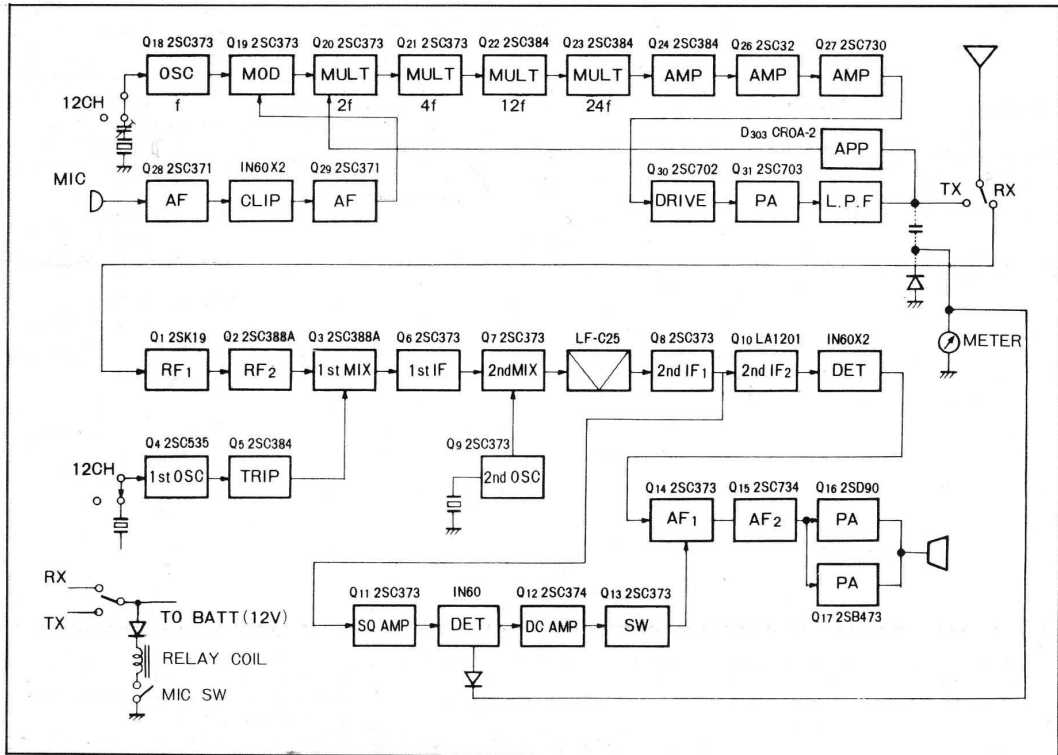 Q18 2SC373 Q19 2SC373 Q20 2SC373 Q21 2SC373 Q22 2SC384 Q23 2SC384 Q24 2SC384 Q26 2SC32 Q27 2SC730
OSC MOD MULT MULT MULT MULT AMP AMP AMP
f 2f 4f 12f 24f
12CH
D303 CROA-2
APP
MIC
Q28 2SC371 IN60X2 Q29 2SC371 Q30 2SC702 Q31 2SC703
AF CLIP AF DRIVE PA L.P.F
TX RX
METER
Q1 2SK19 Q2 2SC388A Q3 2SC388A Q6 2SC373 Q7 2SC373 LF-C25 Q8 2SC373 Q10 LA1201 IN60X2
RF1 RF2 1st MIX 1st IF 2nd MIX 2nd IF1 2nd IF2 DET
Q4 2SC535 Q5 2SC384 Q9 2SC373
12CH
1st OSC TRIP 2nd OSC
Q14 2SC373 Q15 2SC734 Q16 2SD90
AF1 AF2 PA
PA
Q17 2SB473
Q11 2SC373 IN60 Q12 2SC374 Q13 2SC373
SQ AMP DET DC AMP SW
RX
TX
TO BATT (12V)
RELAY COIL
MIC SW